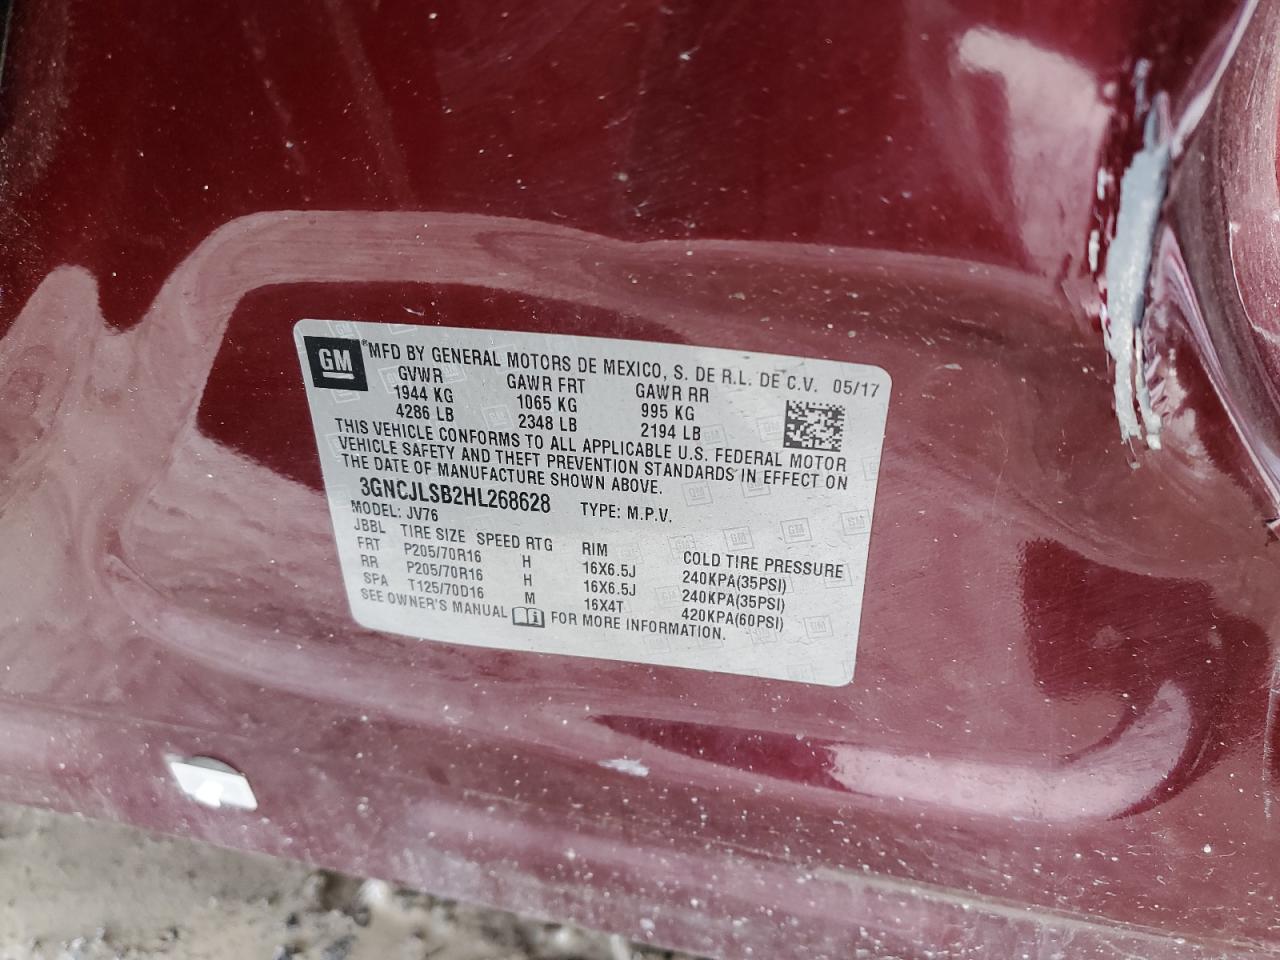 GM ® MFD BY GENERAL MOTORS DE MEXICO, S. DE R.L. DE C.V. 05/17
GVWR GAWR FRT GAWR RR
1944 KG 1065 KG 995 KG
4286 LB 2348 LB 2194 LB
THIS VEHICLE CONFORMS TO ALL APPLICABLE U.S. FEDERAL MOTOR
VEHICLE SAFETY AND THEFT PREVENTION STANDARDS IN EFFECT ON
THE DATE OF MANUFACTURE SHOWN ABOVE.
3GNCJLSB2HL268628 TYPE: M.P.V.
MODEL: JV76
JBBL TIRE SIZE SPEED RTG RIM COLD TIRE PRESSURE
FRT P205/70R16 H 16X6.5J 240KPA(35PSI)
RR P205/70R16 H 16X6.5J 240KPA(35PSI)
SPA T125/70D16 M 16X4T 420KPA(60PSI)
SEE OWNER'S MANUAL i FOR MORE INFORMATION.